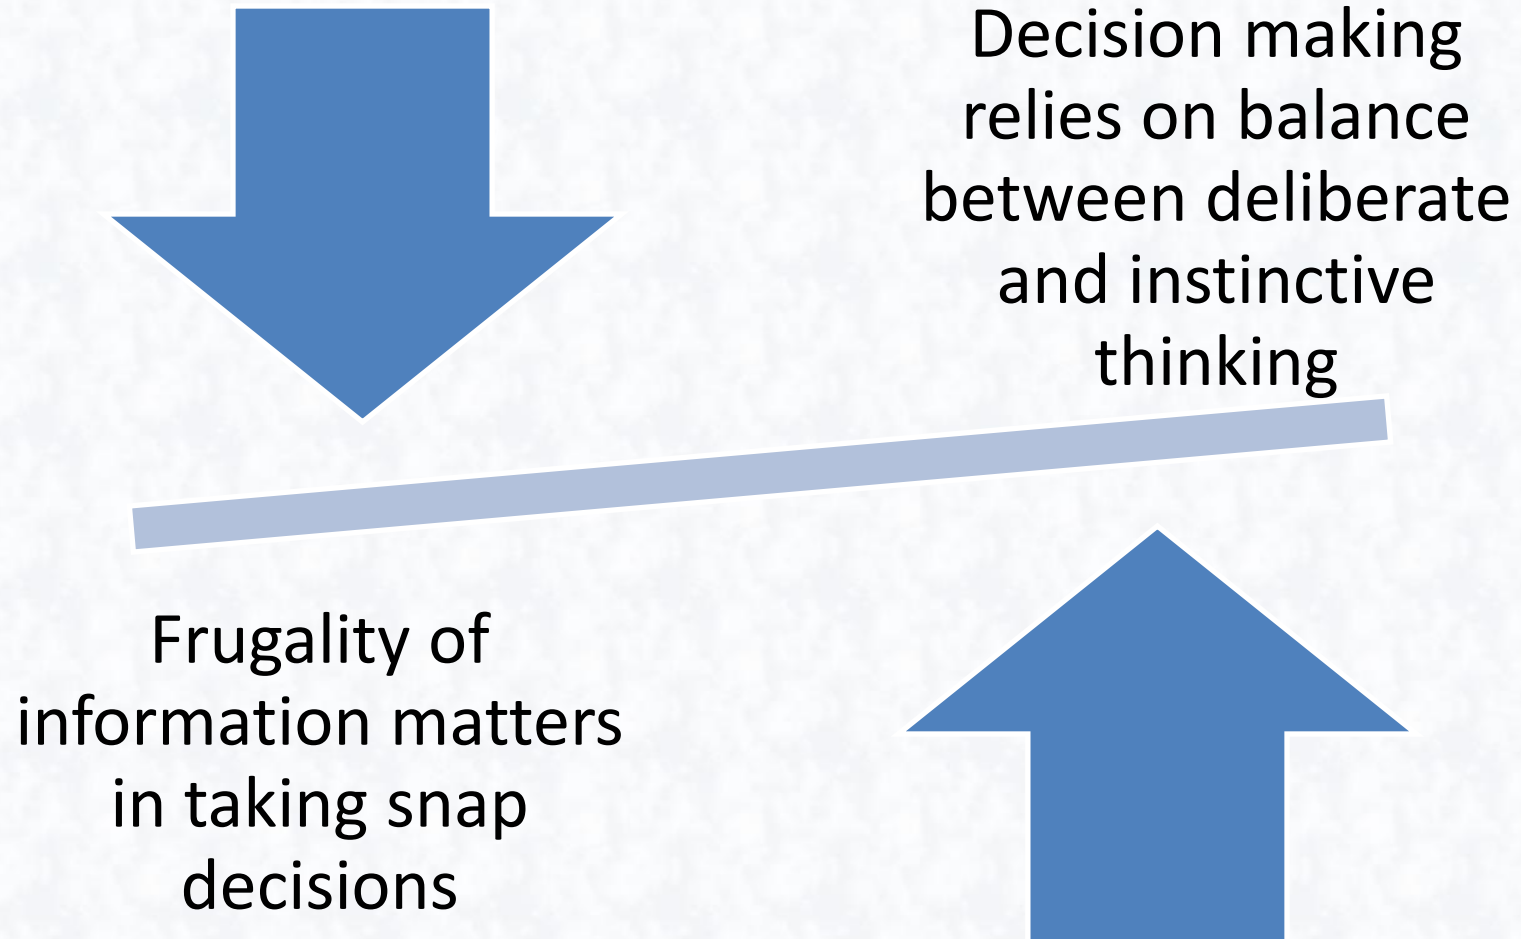 Decision making
relies on balance
between deliberate
and instinctive
thinking
Frugality of
information matters
in taking snap
decisions